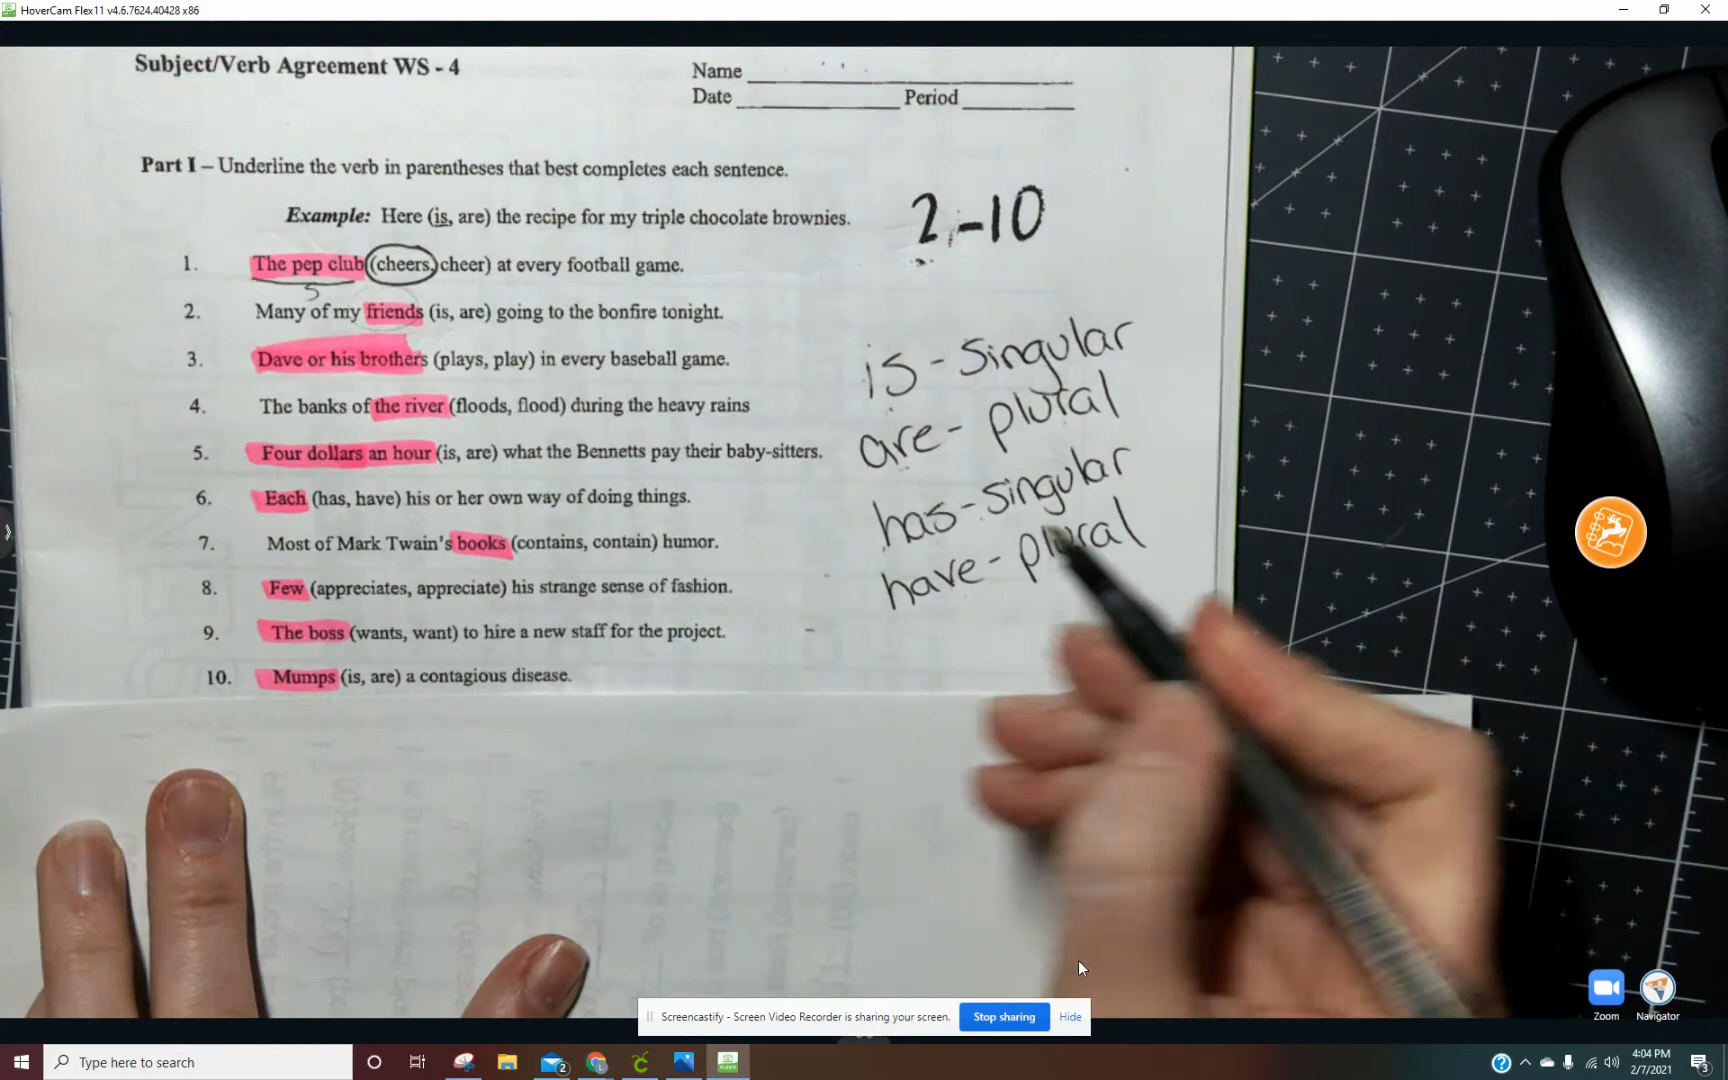 HoverCam Flex11 v4.6.7624.40428 x86
Subject/Verb Agreement WS - 4
Name
Date Period
Part I – Underline the verb in parentheses that best completes each sentence.
2.-10
Example: Here (is, are) the recipe for my triple chocolate brownies.
1. The pep club (cheers, cheer) at every football game.
S
2. Many of my friends (is, are) going to the bonfire tonight.
3. Dave or his brothers (plays, play) in every baseball game.
4. The banks of the river (floods, flood) during the heavy rains
5. Four dollars an hour (is, are) what the Bennetts pay their baby-sitters.
6. Each (has, have) his or her own way of doing things.
7. Most of Mark Twain's books (contains, contain) humor.
8. Few (appreciates, appreciate) his strange sense of fashion.
9. The boss (wants, want) to hire a new staff for the project.
10. Mumps (is, are) a contagious disease.
is - Singular
are - plural
has - singular
have - plural
Zoom
Navigator
Screencastify - Screen Video Recorder is sharing your screen.
Stop sharing
Hide
Type here to search
2
4:04 PM
2/7/2021
3